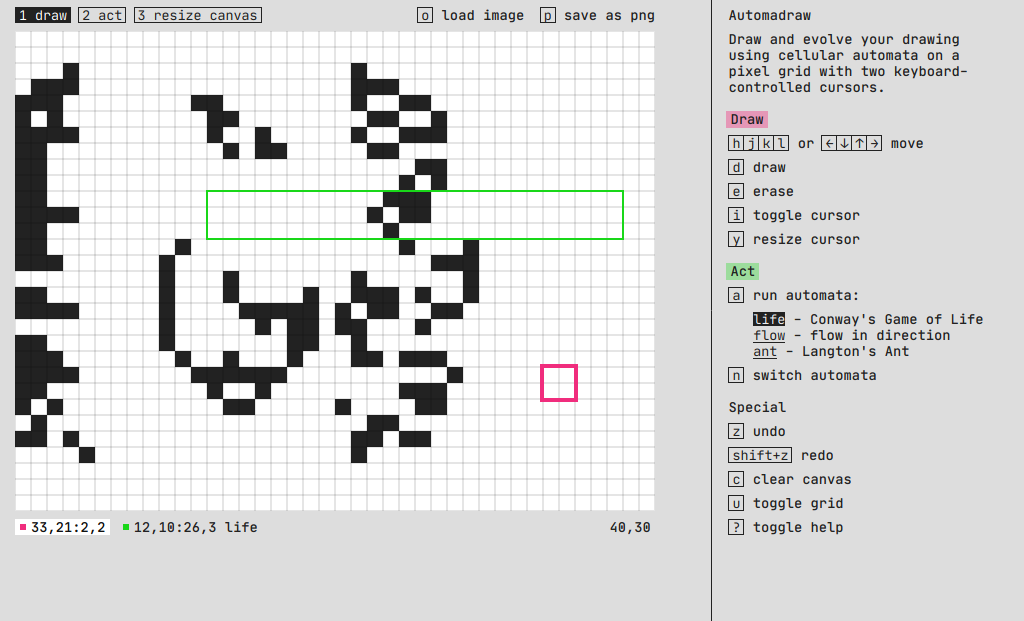 1 draw 2 act 3 resize canvas o load image p save as png
33,21:2,2 12,10:26,3 life 40,30
Automadraw
Draw and evolve your drawing
using cellular automata on a
pixel grid with two keyboard-
controlled cursors.
Draw
h j k l or ← ↓ ↑ → move
d draw
e erase
i toggle cursor
y resize cursor
Act
a run automata:
life – Conway's Game of Life
flow – flow in direction
ant – Langton's Ant
n switch automata
Special
z undo
shift+z redo
c clear canvas
u toggle grid
? toggle help